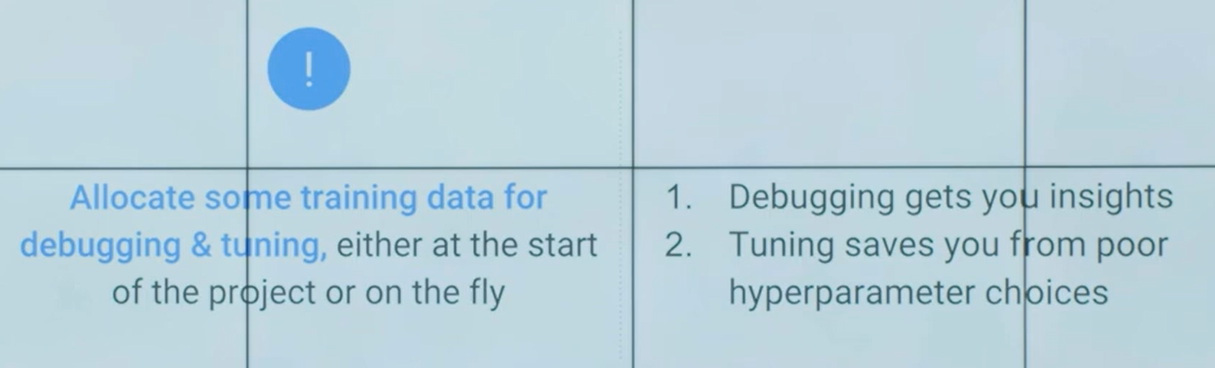 !
Allocate some training data for
debugging & tuning, either at the start
of the project or on the fly
1. Debugging gets you insights
2. Tuning saves you from poor
hyperparameter choices